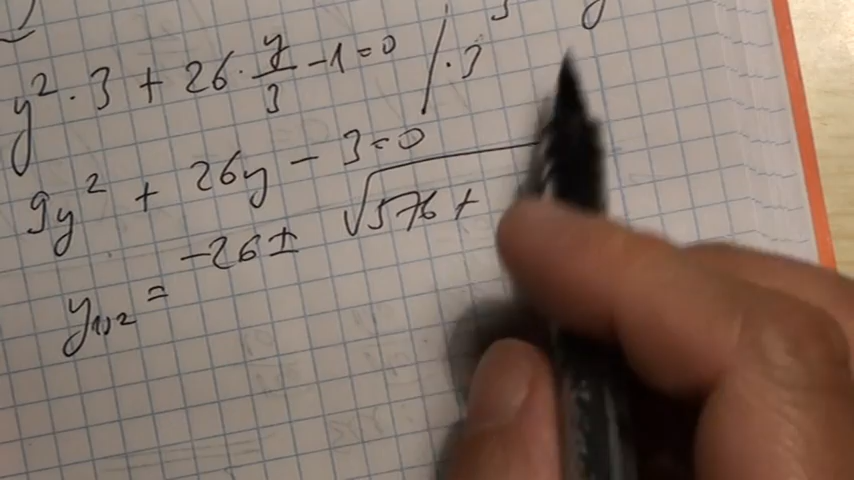 y² · 3 + 26 · y/3 - 1 = 0 / · 3
9y² + 26y - 3 = 0
y₁,₂ = -26 ± √576 +